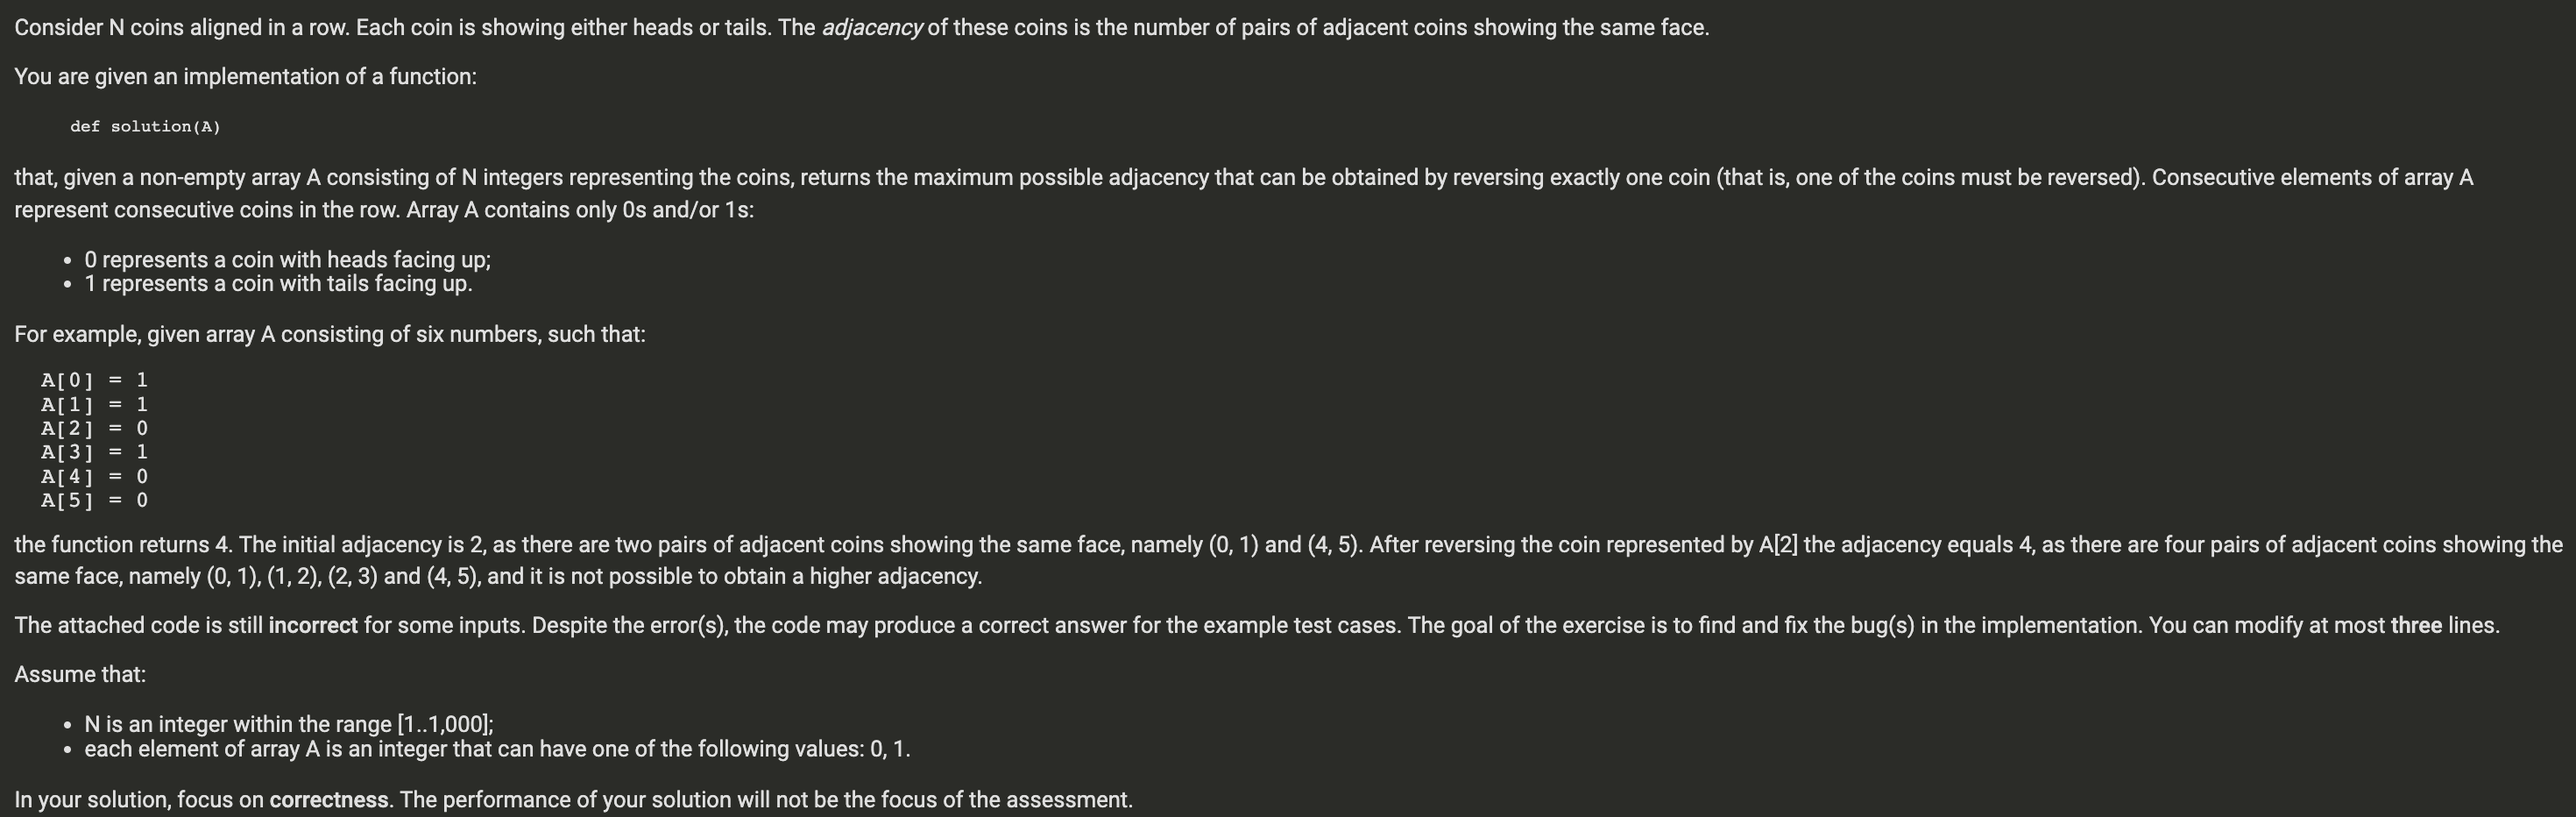 Consider N coins aligned in a row. Each coin is showing either heads or tails. The adjacency of these coins is the number of pairs of adjacent coins showing the same face.
You are given an implementation of a function:
def solution(A)
that, given a non-empty array A consisting of N integers representing the coins, returns the maximum possible adjacency that can be obtained by reversing exactly one coin (that is, one of the coins must be reversed). Consecutive elements of array A
represent consecutive coins in the row. Array A contains only 0s and/or 1s:
• 0 represents a coin with heads facing up;
• 1 represents a coin with tails facing up.
For example, given array A consisting of six numbers, such that:
A[0] = 1
A[1] = 1
A[2] = 0
A[3] = 1
A[4] = 0
A[5] = 0
the function returns 4. The initial adjacency is 2, as there are two pairs of adjacent coins showing the same face, namely (0, 1) and (4, 5). After reversing the coin represented by A[2] the adjacency equals 4, as there are four pairs of adjacent coins showing the
same face, namely (0, 1), (1, 2), (2, 3) and (4, 5), and it is not possible to obtain a higher adjacency.
The attached code is still incorrect for some inputs. Despite the error(s), the code may produce a correct answer for the example test cases. The goal of the exercise is to find and fix the bug(s) in the implementation. You can modify at most three lines.
Assume that:
• N is an integer within the range [1..1,000];
• each element of array A is an integer that can have one of the following values: 0, 1.
In your solution, focus on correctness. The performance of your solution will not be the focus of the assessment.